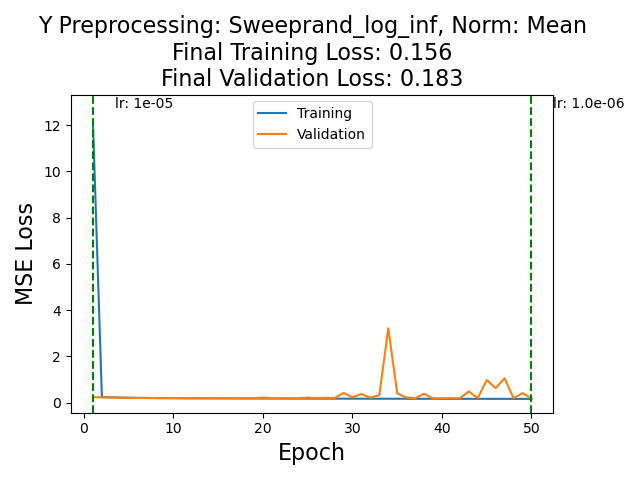 Y Preprocessing: Sweeprand_log_inf, Norm: Mean
Final Training Loss: 0.156
Final Validation Loss: 0.183
lr: 1e-05
lr: 1.0e-06
Training
Validation
MSE Loss
12
10
8
6
4
2
0
0 10 20 30 40 50
Epoch